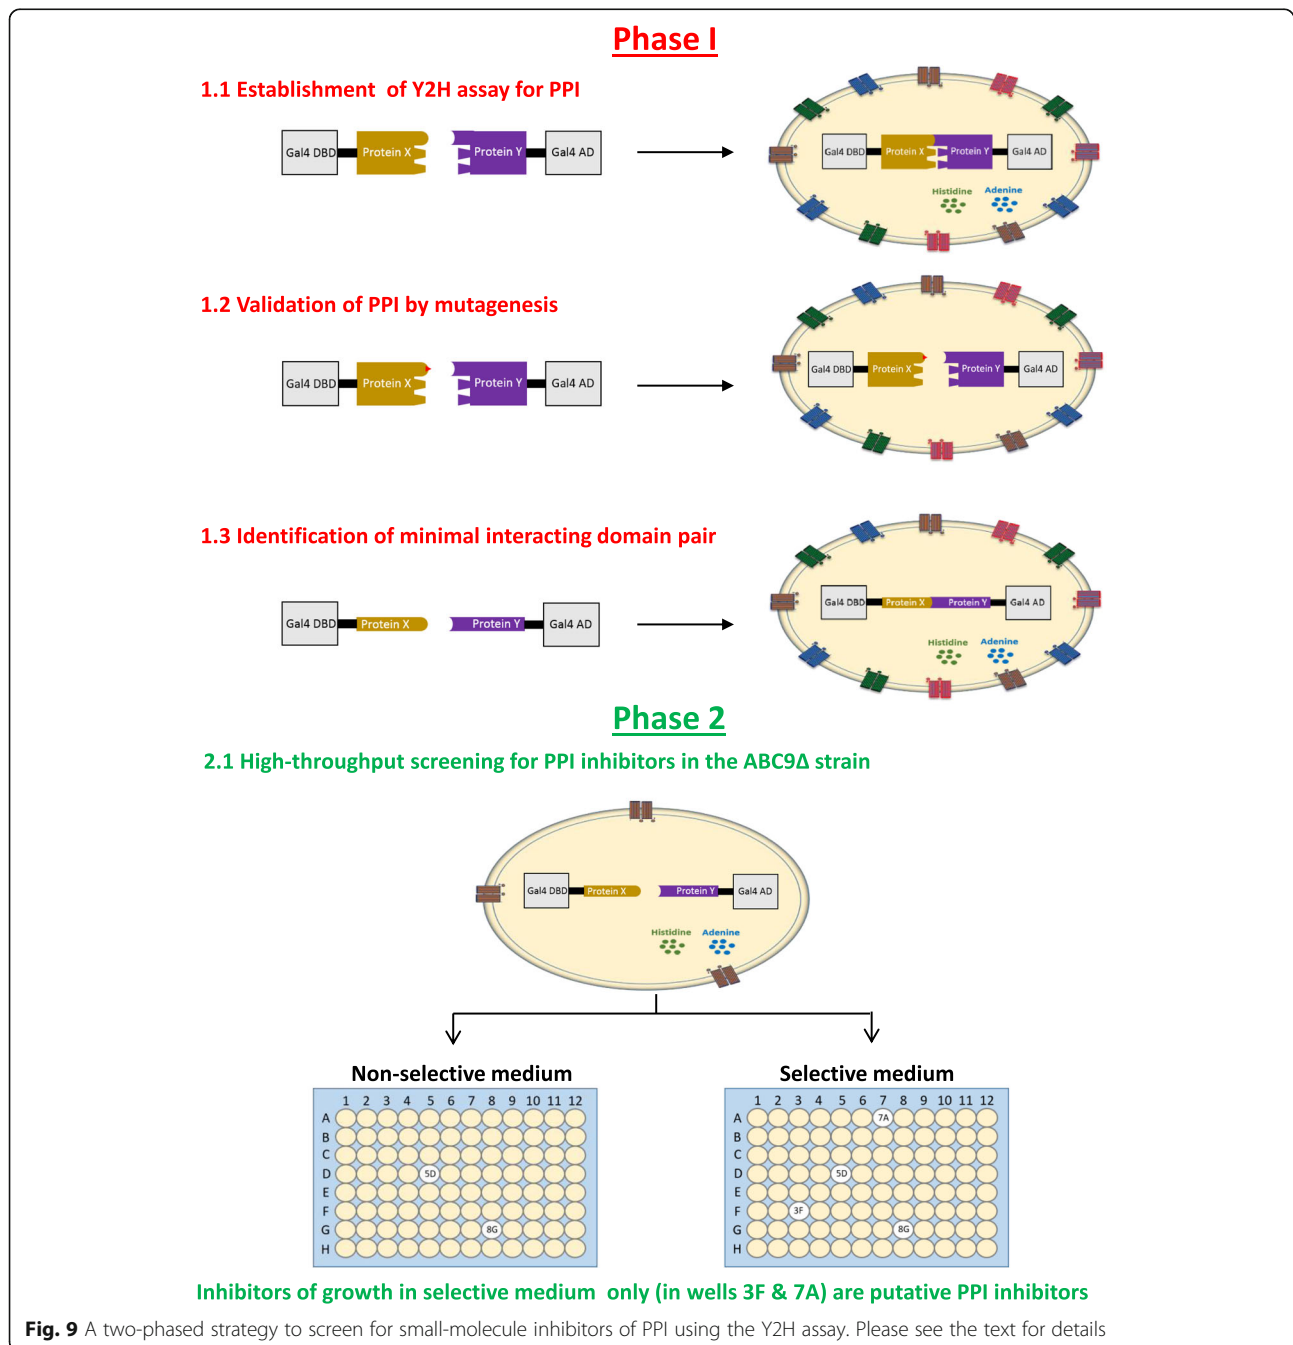 Phase I
1.1 Establishment of Y2H assay for PPI
Gal4 DBD Protein X Protein Y Gal4 AD
Gal4 DBD Protein X Protein Y Gal4 AD
Histidine Adenine
1.2 Validation of PPI by mutagenesis
Gal4 DBD Protein X Protein Y Gal4 AD
Gal4 DBD Protein X Protein Y Gal4 AD
1.3 Identification of minimal interacting domain pair
Gal4 DBD Protein X Protein Y Gal4 AD
Gal4 DBD Protein X Protein Y Gal4 AD
Histidine Adenine
Phase 2
2.1 High-throughput screening for PPI inhibitors in the ABC9Δ strain
Gal4 DBD Protein X Protein Y Gal4 AD
Histidine Adenine
Non-selective medium
1 2 3 4 5 6 7 8 9 10 11 12
A
B
C
D 5D
E
F
G 8G
H
Selective medium
1 2 3 4 5 6 7 8 9 10 11 12
A 7A
B
C
D 5D
E
F 3F
G 8G
H
Inhibitors of growth in selective medium only (in wells 3F & 7A) are putative PPI inhibitors
Fig. 9 A two-phased strategy to screen for small-molecule inhibitors of PPI using the Y2H assay. Please see the text for details